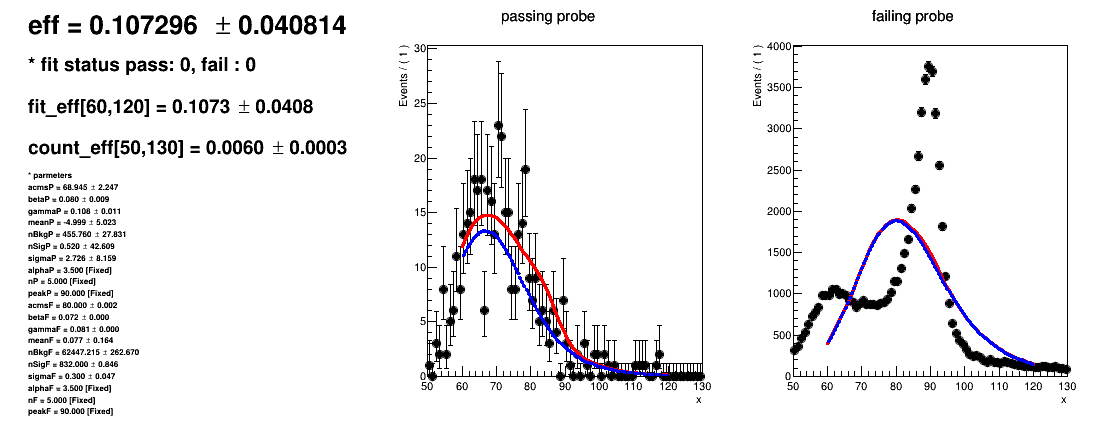 eff = 0.107296 ± 0.040814
* fit status pass: 0, fail : 0
fit_eff[60,120] = 0.1073 ± 0.0408
count_eff[50,130] = 0.0060 ± 0.0003
* parmeters
acmsP = 68.945 ± 2.247
betaP = 0.080 ± 0.009
gammaP = 0.108 ± 0.011
meanP = -4.999 ± 5.023
nBkgP = 455.760 ± 27.831
nSigP = 0.520 ± 42.609
sigmaP = 2.726 ± 8.159
alphaP = 3.500 [Fixed]
nP = 5.000 [Fixed]
peakP = 90.000 [Fixed]
acmsF = 80.000 ± 0.002
betaF = 0.072 ± 0.000
gammaF = 0.081 ± 0.000
meanF = 0.077 ± 0.164
nBkgF = 62447.215 ± 262.670
nSigF = 832.000 ± 0.846
sigmaF = 0.300 ± 0.047
alphaF = 3.500 [Fixed]
nF = 5.000 [Fixed]
peakF = 90.000 [Fixed]
passing probe
Events / ( 1 )
30
25
20
15
10
5
0
50 60 70 80 90 100 110 120 130
x
failing probe
Events / ( 1 )
4000
3500
3000
2500
2000
1500
1000
500
0
50 60 70 80 90 100 110 120 130
x